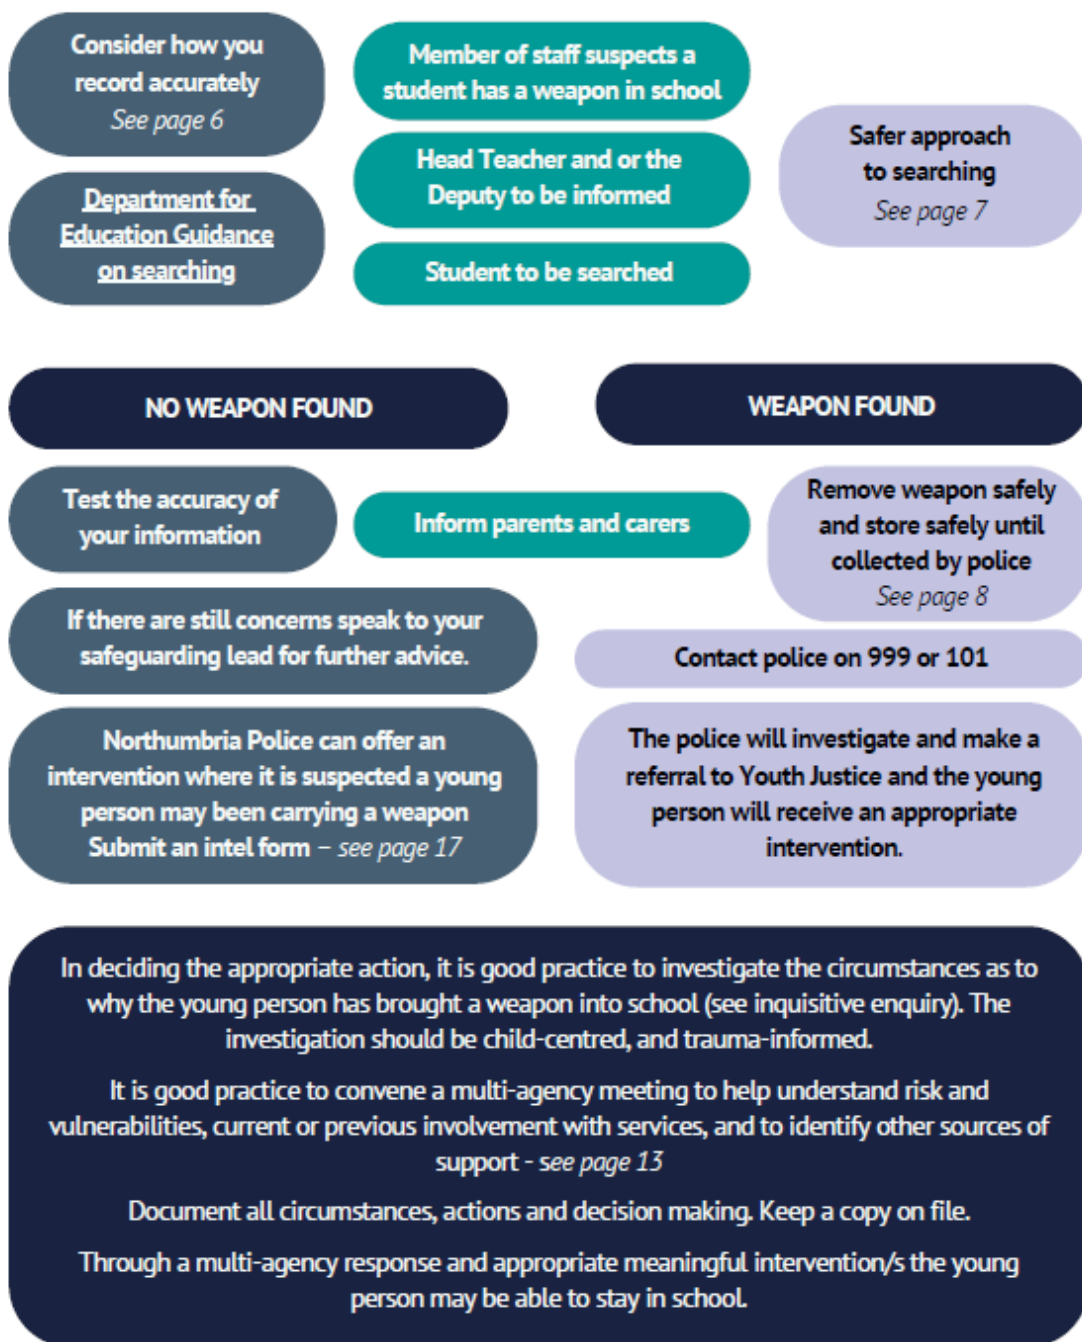 Consider how you
record accurately
See page 6
Department for
Education Guidance
on searching
Member of staff suspects a
student has a weapon in school
Head Teacher and or the
Deputy to be informed
Student to be searched
Safer approach
to searching
See page 7
NO WEAPON FOUND
WEAPON FOUND
Test the accuracy of
your information
Inform parents and carers
Remove weapon safely
and store safely until
collected by police
See page 8
If there are still concerns speak to your
safeguarding lead for further advice.
Contact police on 999 or 101
Northumbria Police can offer an
intervention where it is suspected a young
person may been carrying a weapon
Submit an intel form – see page 17
The police will investigate and make a
referral to Youth Justice and the young
person will receive an appropriate
intervention.
In deciding the appropriate action, it is good practice to investigate the circumstances as to
why the young person has brought a weapon into school (see inquisitive enquiry). The
investigation should be child-centred, and trauma-informed.
It is good practice to convene a multi-agency meeting to help understand risk and
vulnerabilities, current or previous involvement with services, and to identify other sources of
support - see page 13
Document all circumstances, actions and decision making. Keep a copy on file.
Through a multi-agency response and appropriate meaningful intervention/s the young
person may be able to stay in school.